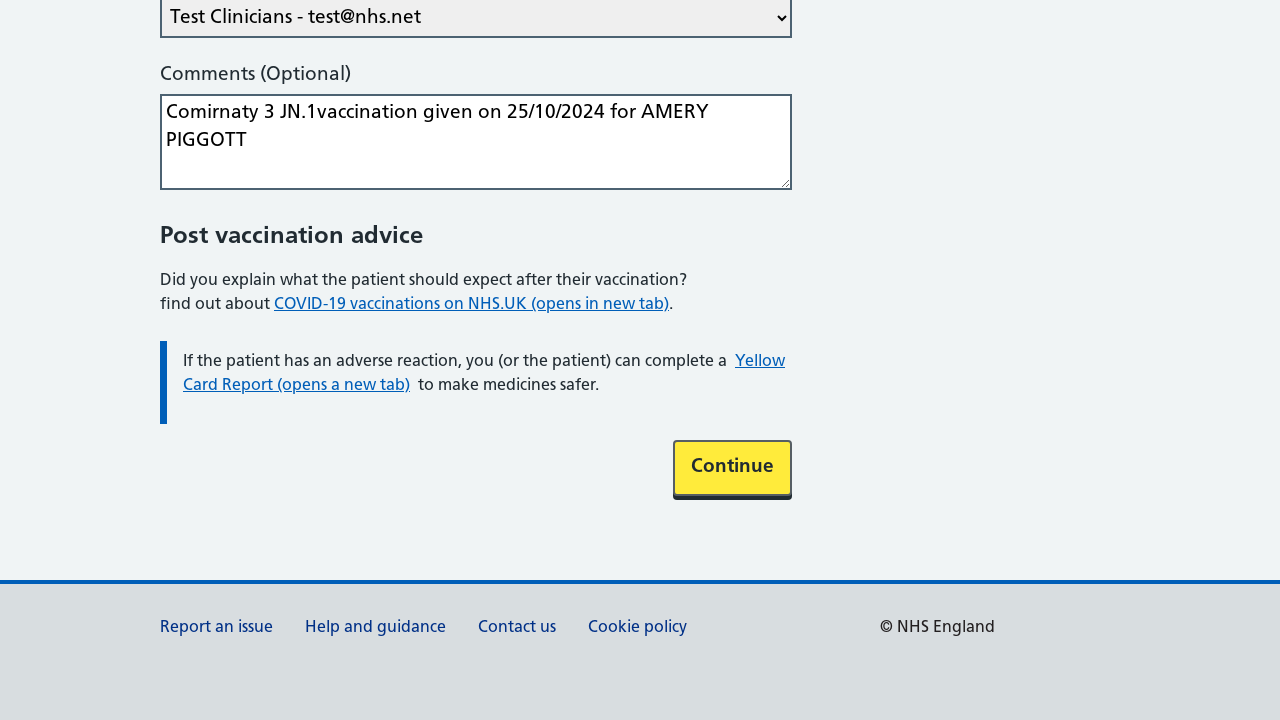 Test Clinicians - test@nhs.net
Comments (Optional)
Comirnaty 3 JN.1vaccination given on 25/10/2024 for AMERY
PIGGOTT
Post vaccination advice
Did you explain what the patient should expect after their vaccination?
find out about COVID-19 vaccinations on NHS.UK (opens in new tab).
If the patient has an adverse reaction, you (or the patient) can complete a Yellow
Card Report (opens a new tab) to make medicines safer.
Continue
Report an issue Help and guidance Contact us Cookie policy © NHS England